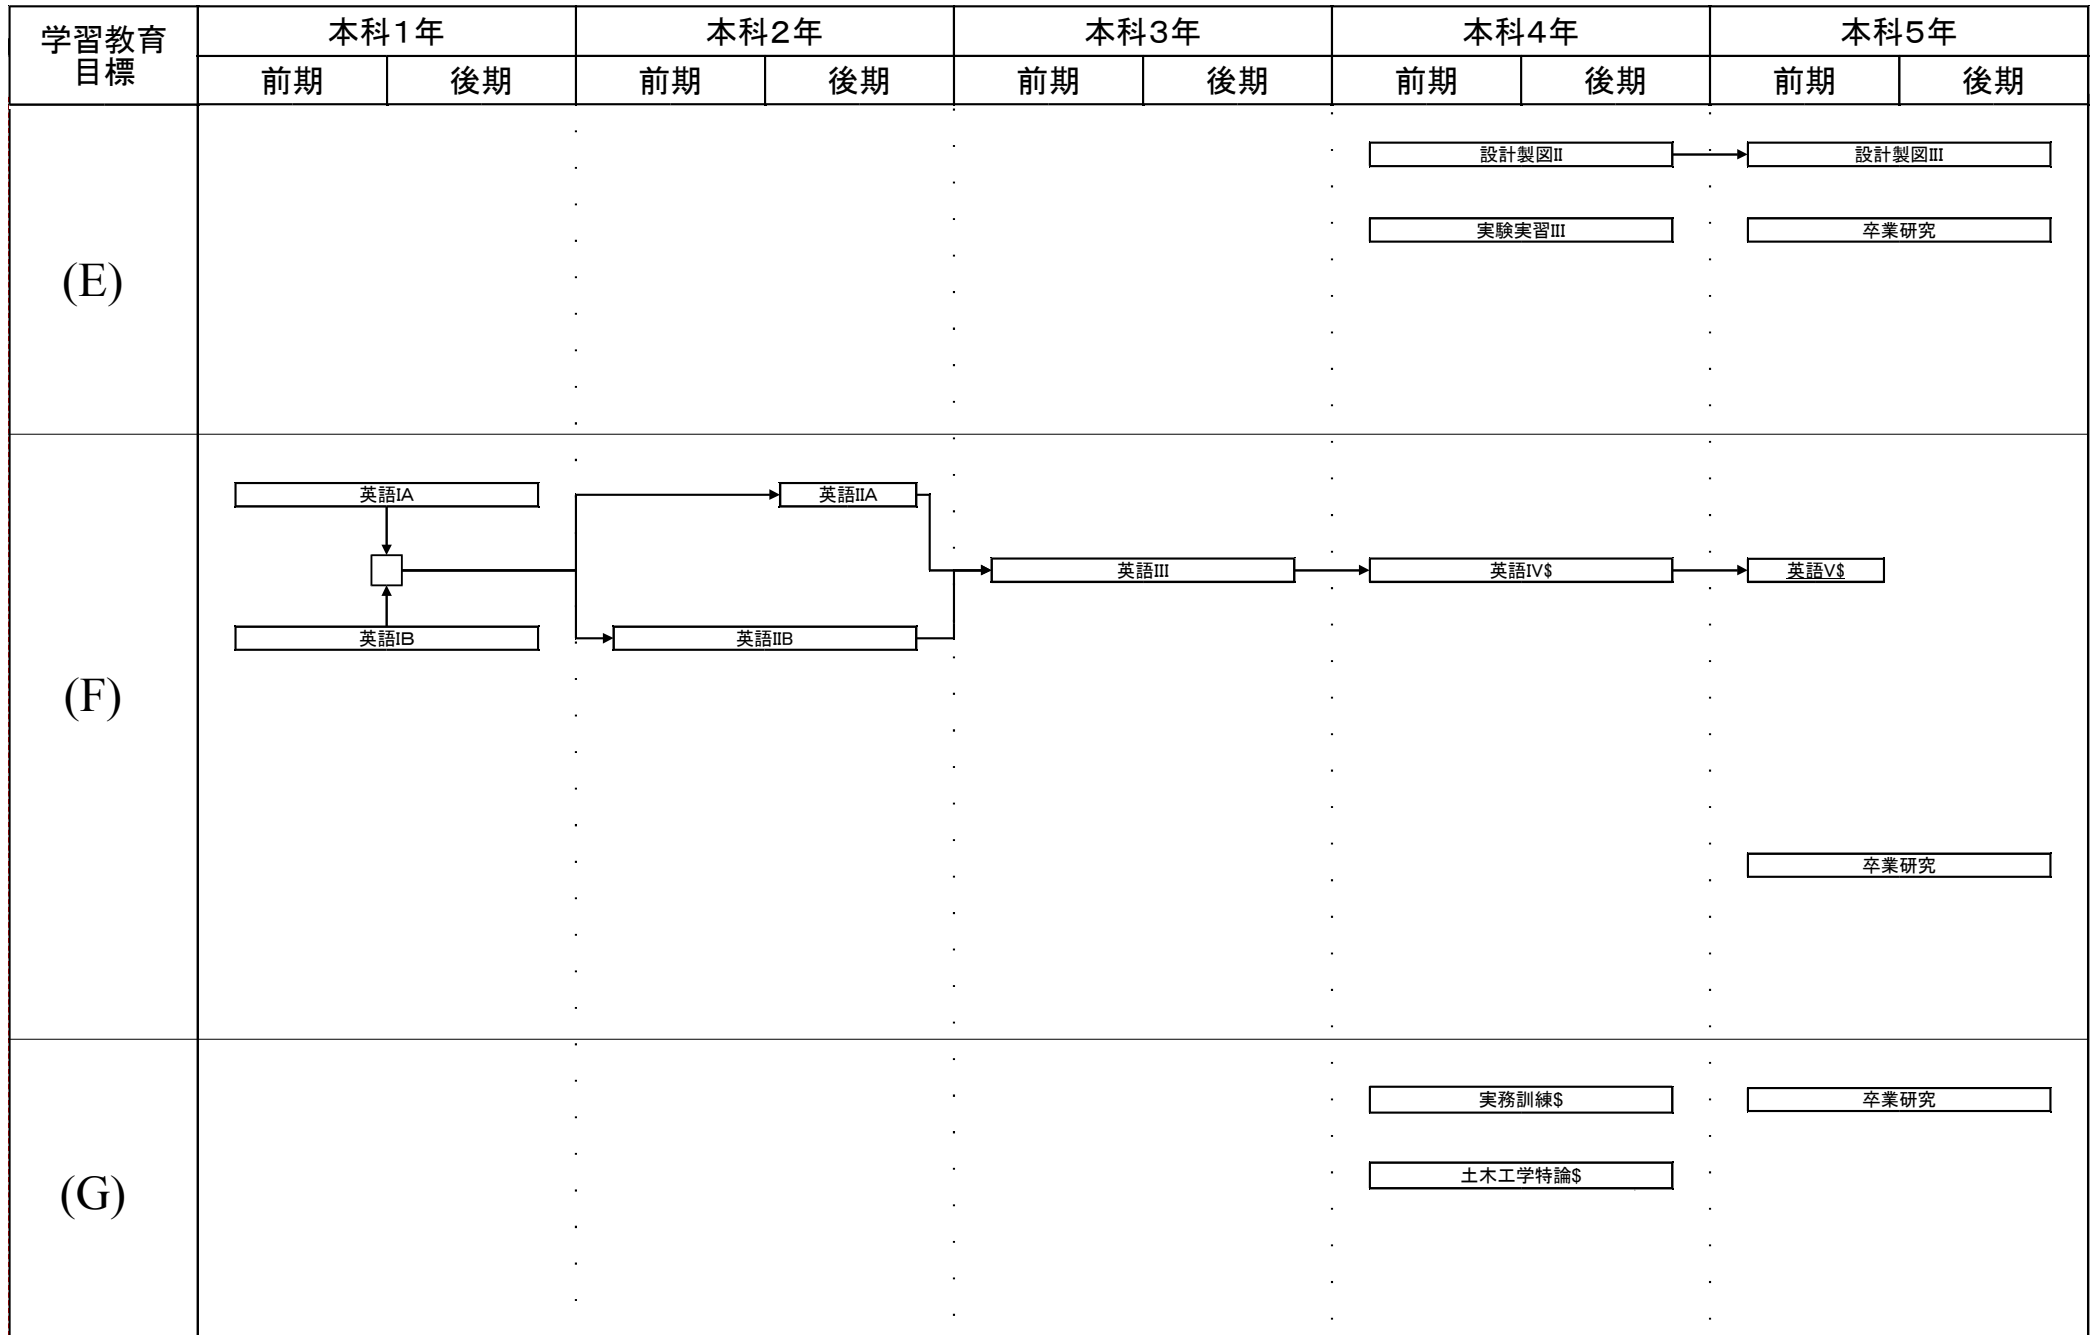 学習教育
目標
本科1年 本科2年 本科3年 本科4年 本科5年
前期 後期 前期 後期 前期 後期 前期 後期 前期 後期
(E)
設計製図II 設計製図III
実験実習III 卒業研究
(F)
英語IA 英語IIA
英語III 英語IV$ 英語V$
英語IB 英語IIB
卒業研究
(G)
実務訓練$ 卒業研究
土木工学特論$